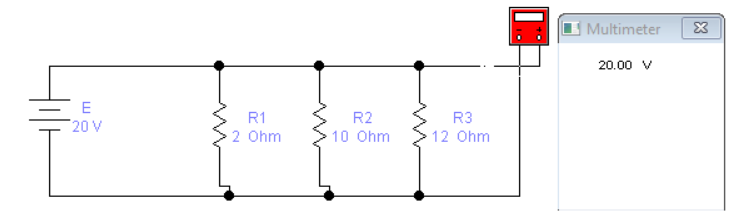 Multimeter
20.00 V
E
20 V
R1
2 Ohm
R2
10 Ohm
R3
12 Ohm